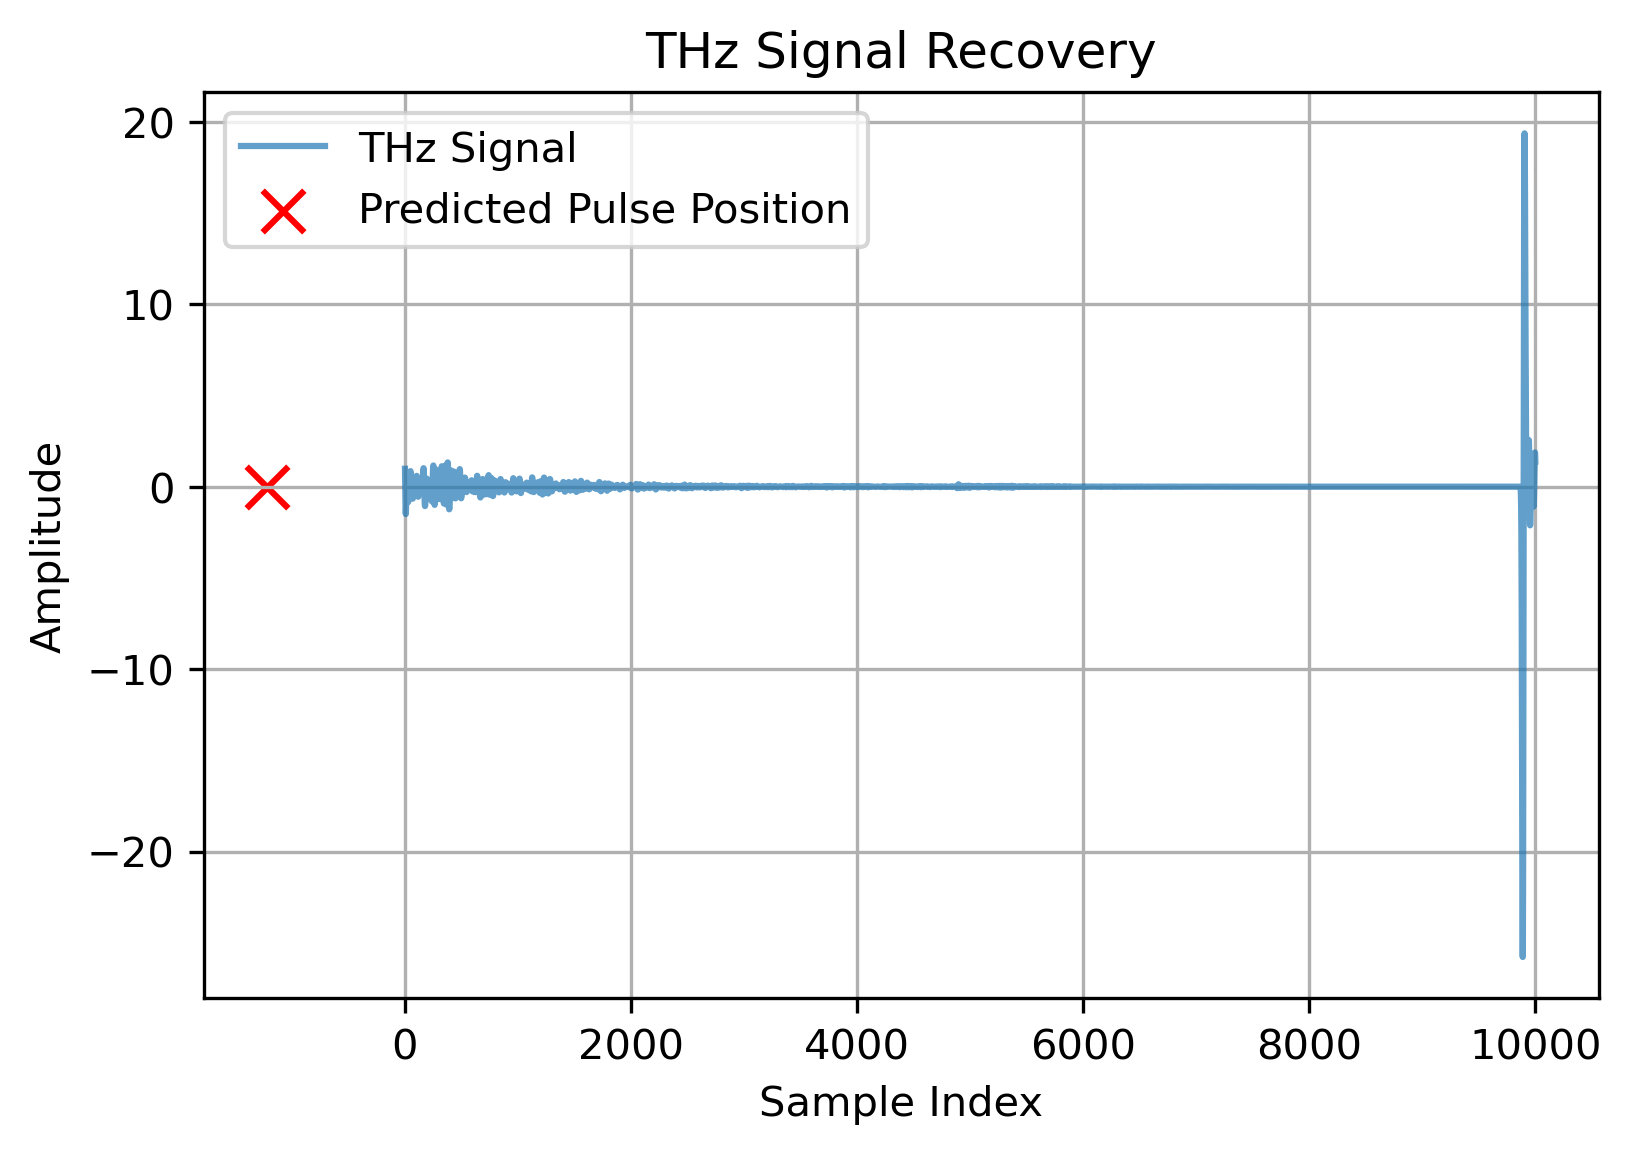 THz Signal Recovery
THz Signal
Predicted Pulse Position
20
10
0
−10
−20
Amplitude
0 2000 4000 6000 8000 10000
Sample Index